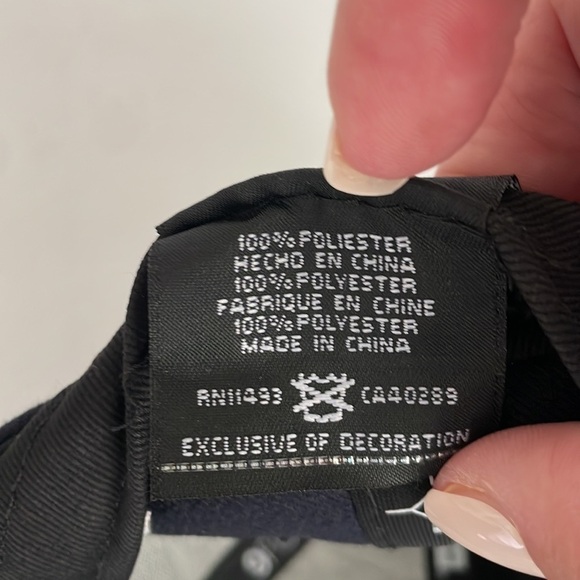 100% POLIESTER
HECHO EN CHINA
100% POLYESTER
FABRIQUE EN CHINE
100% POLYESTER
MADE IN CHINA
RN11493 CA40289
EXCLUSIVE OF DECORATION